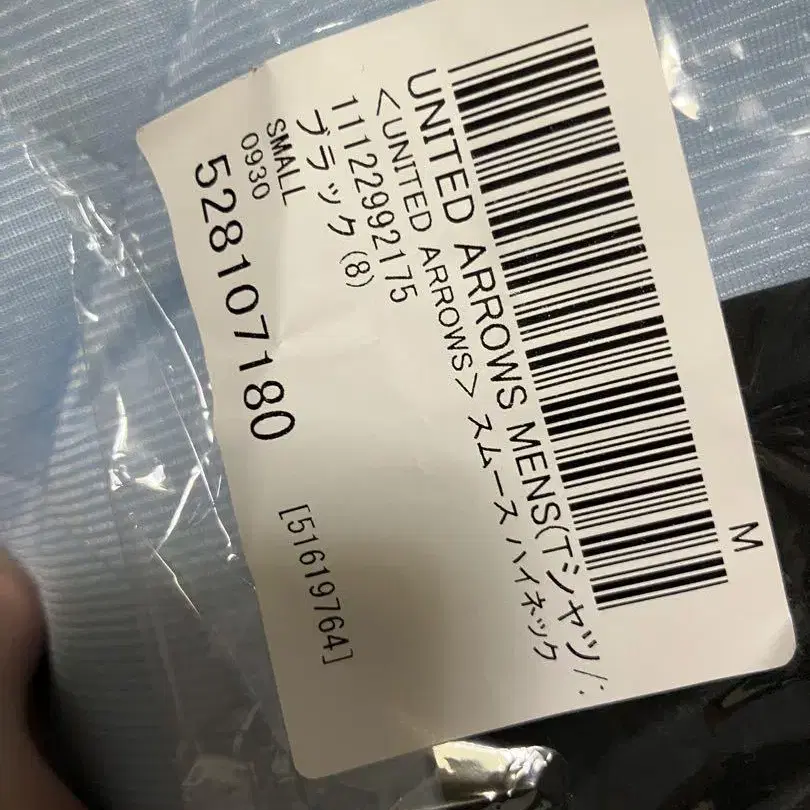 M
UNITED ARROWS MENS(Tシャツ/:
<UNITED ARROWS> スムース ハイネック
11122992175
ブラック(8)
SMALL
0930
528107180 [51619764]